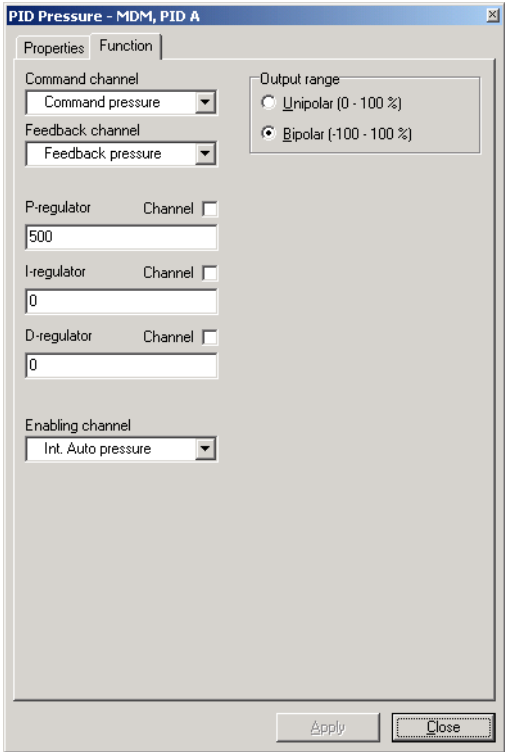 PID Pressure - MDM, PID A
Properties Function
Command channel
Command pressure
Feedback channel
Feedback pressure
Output range
Unipolar (0 - 100 %)
Bipolar (-100 - 100 %)
P-regulator Channel
500
I-regulator Channel
0
D-regulator Channel
0
Enabling channel
Int. Auto pressure
Apply Close